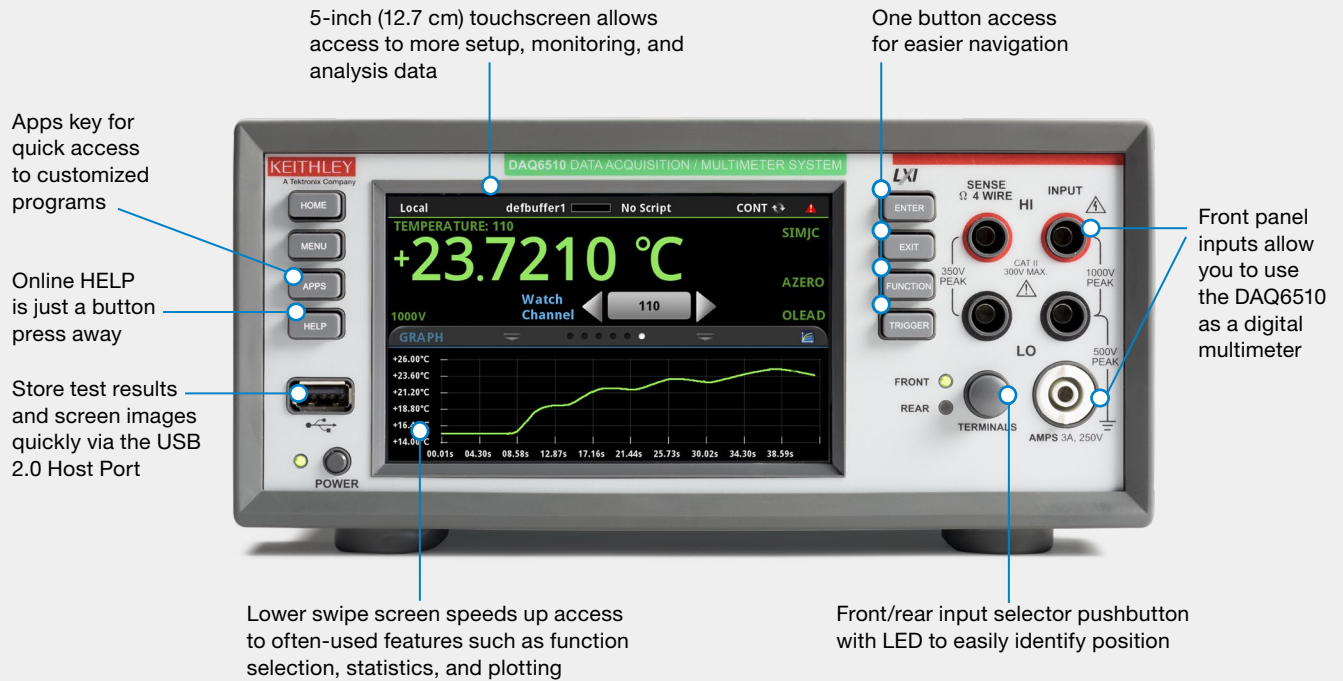 5-inch (12.7 cm) touchscreen allows
access to more setup, monitoring, and
analysis data
One button access
for easier navigation
Apps key for
quick access
to customized
programs
Online HELP
is just a button
press away
Store test results
and screen images
quickly via the USB
2.0 Host Port
KEITHLEY
A Tektronix Company
DAQ6510 DATA ACQUISITION / MULTIMETER SYSTEM
HOME
MENU
APPS
HELP
POWER
Local defbuffer1 No Script CONT
TEMPERATURE: 110
+23.7210 °C
SIMJC
AZERO
OLEAD
Watch
Channel
110
1000V
GRAPH
+26.00°C
+23.60°C
+21.20°C
+18.80°C
+14.00°C
00.01s 04.30s 08.58s 12.87s 17.16s 21.44s 25.73s 30.02s 34.30s 38.59s
LXI
ENTER
EXIT
FUNCTION
TRIGGER
SENSE
Ω 4 WIRE
INPUT
HI
CAT II
300V MAX.
350V
PEAK
1000V
PEAK
LO
500V
PEAK
FRONT
REAR
TERMINALS
AMPS 3A, 250V
Front panel
inputs allow
you to use
the DAQ6510
as a digital
multimeter
Lower swipe screen speeds up access
to often-used features such as function
selection, statistics, and plotting
Front/rear input selector pushbutton
with LED to easily identify position